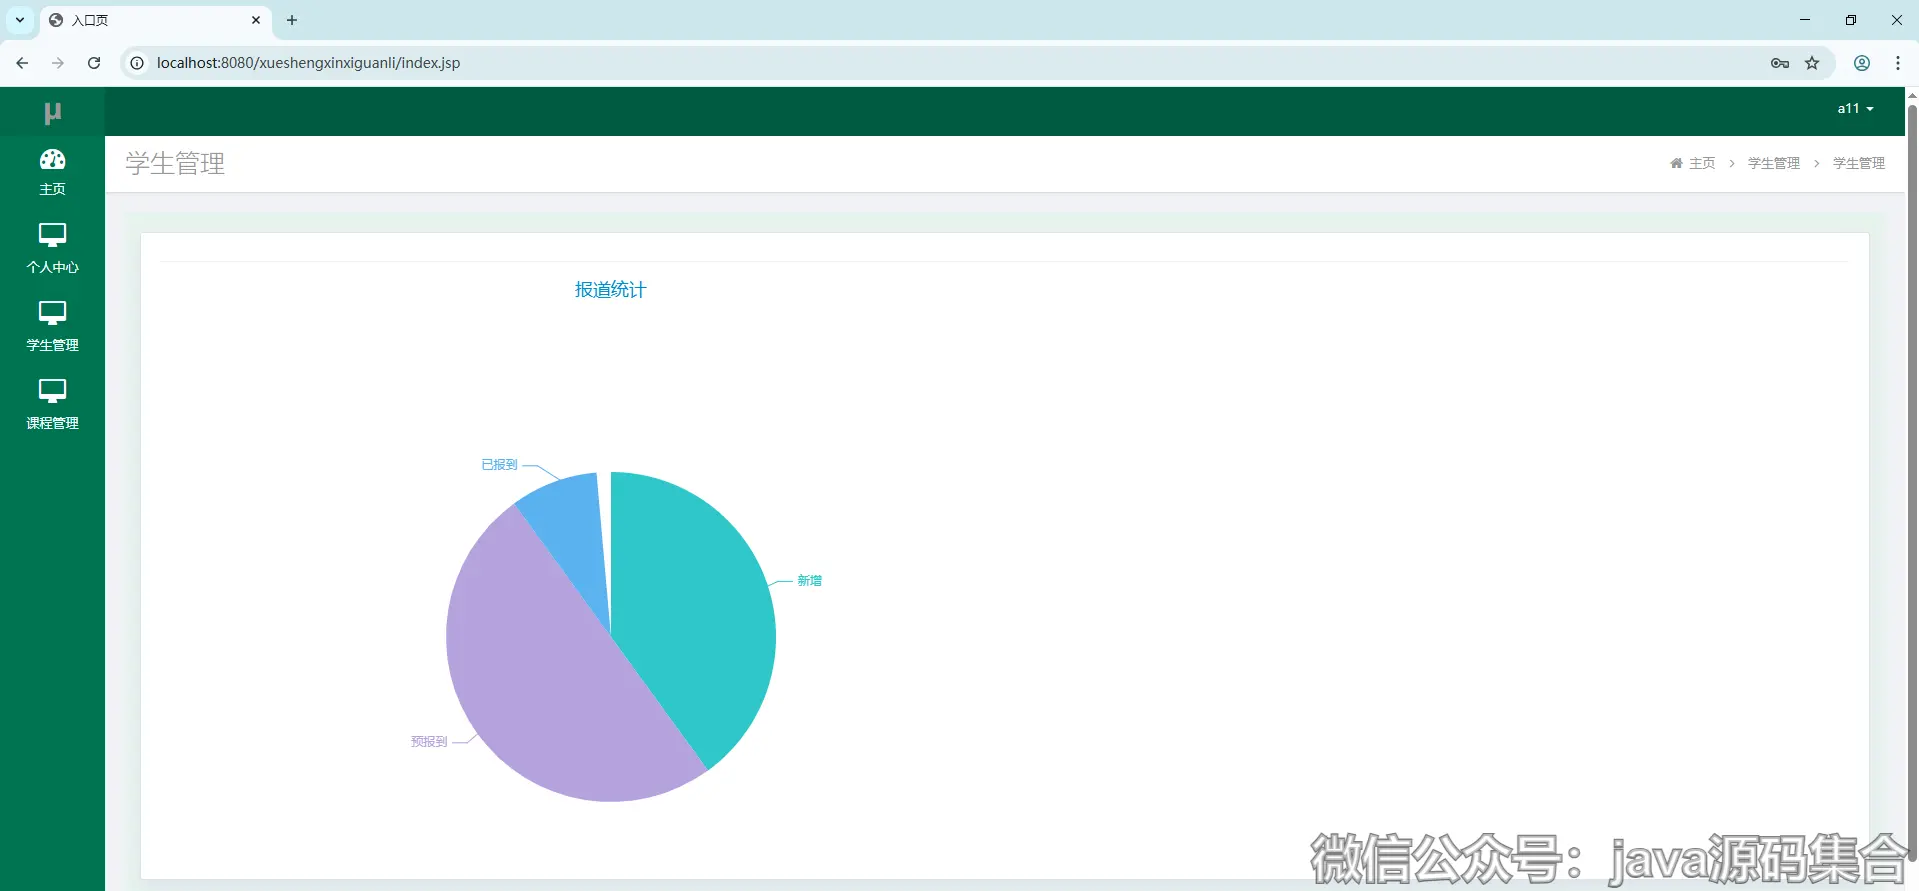 入口页
localhost:8080/xueshengxinxiguanli/index.jsp
μ
a11
主页
个人中心
学生管理
课程管理
学生管理
主页 > 学生管理 > 学生管理
报道统计
已报到
新增
预报到
微信公众号：java源码集合